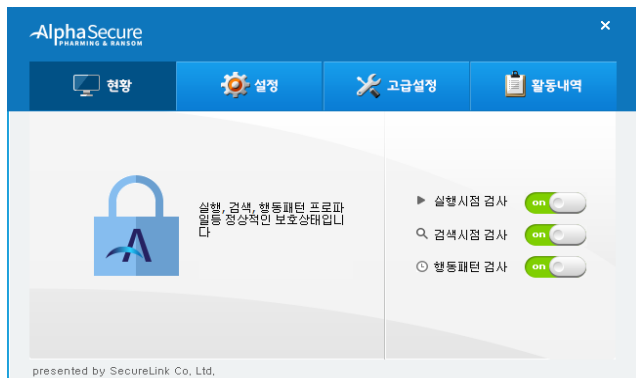 AlphaSecure
PHARMING & RANSOM
현황
설정
고급설정
활동내역
실행, 검색, 행동패턴 프로파
일등 정상적인 보호상태입니
다
실행시점 검사 on
검색시점 검사 on
행동패턴 검사 on
presented by SecureLink Co, Ltd,